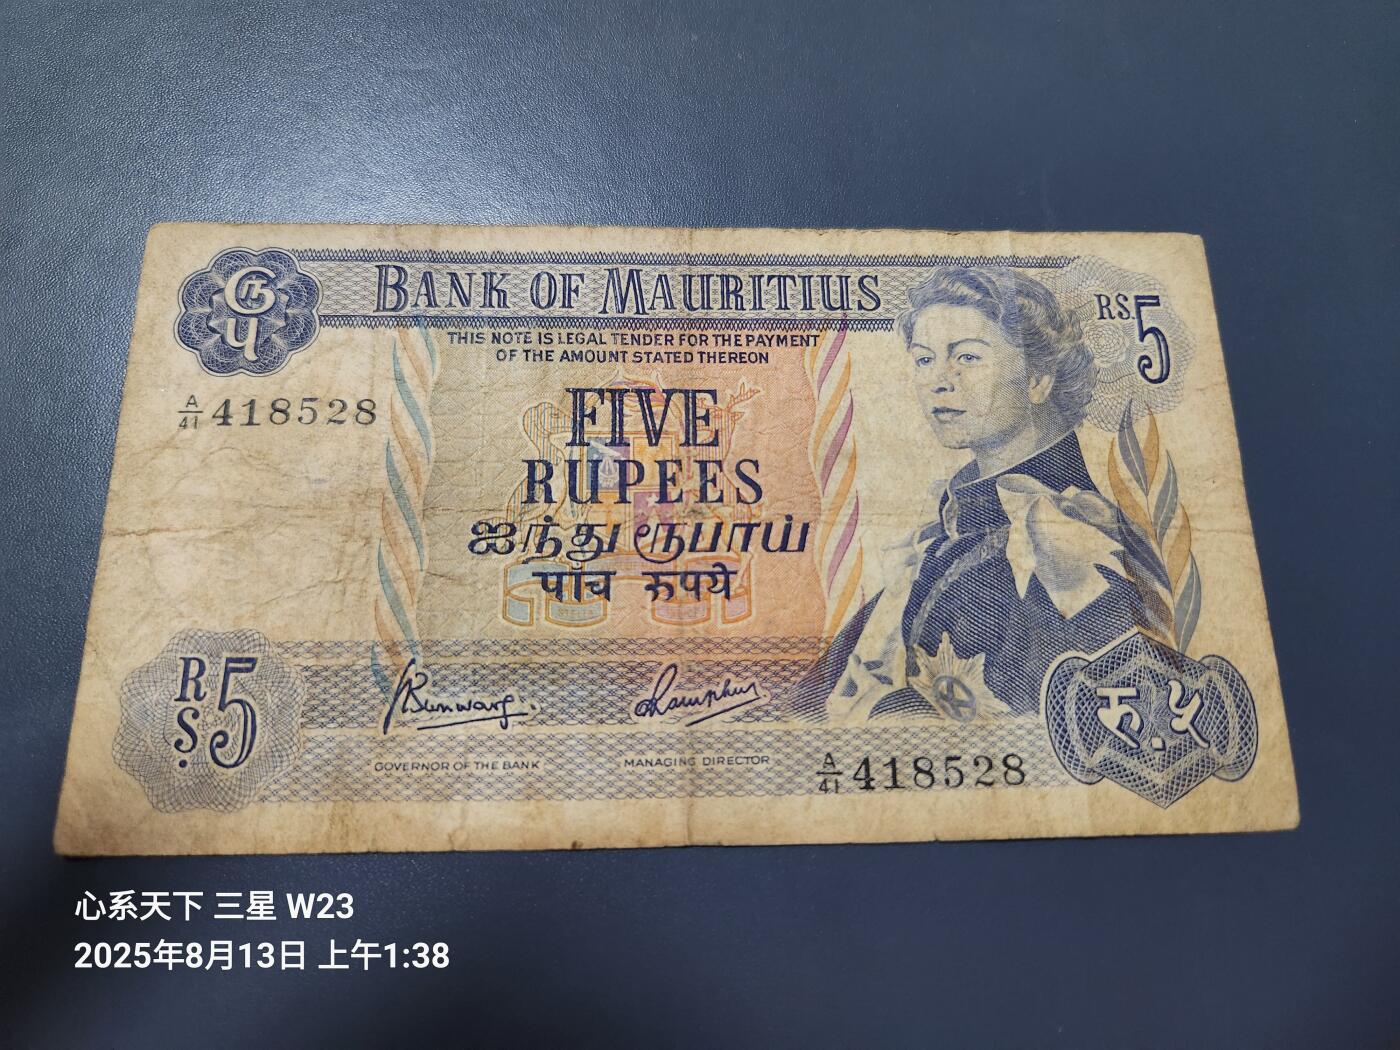 கு
ப
BANK OF MAURITIUS
RS.5
THIS NOTE IS LEGAL TENDER FOR THE PAYMENT
OF THE AMOUNT STATED THEREON
A/41 418528
FIVE
RUPEES
ஐந்து ரூபாய்
पाँच रुपये
STELLA
RS.5
GOVERNOR OF THE BANK
MANAGING DIRECTOR
A/41 418528
रु.५
心系天下 三星 W23
2025年8月13日 上午1:38